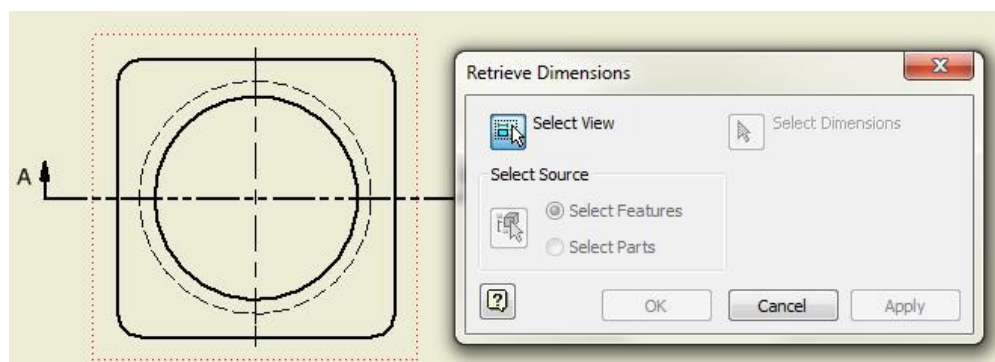 Retrieve Dimensions
Select View
Select Dimensions
Select Source
Select Features
Select Parts
A
?
OK
Cancel
Apply